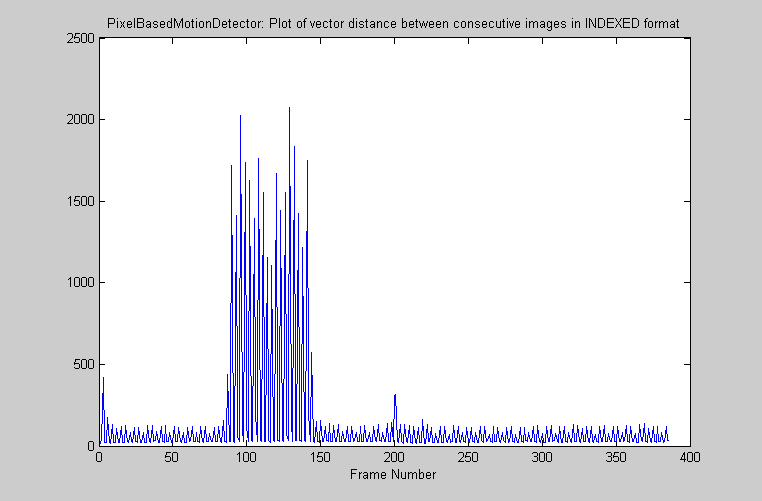 PixelBasedMotionDetector: Plot of vector distance between consecutive images in INDEXED format
2500
2000
1500
1000
500
0
0 50 100 150 200 250 300 350 400
Frame Number